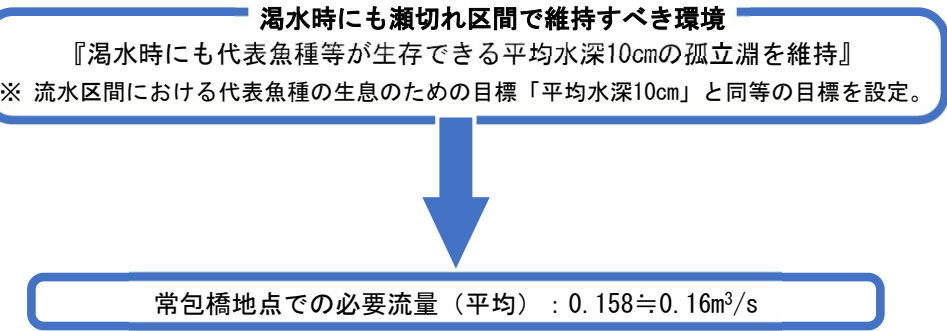 渇水時にも瀬切れ区間で維持すべき環境
『渇水時にも代表魚種等が生存できる平均水深10cmの孤立淵を維持』
※ 流水区間における代表魚種の生息のための目標「平均水深10cm」と同等の目標を設定。
常包橋地点での必要流量（平均）：0.158≒0.16m³/s